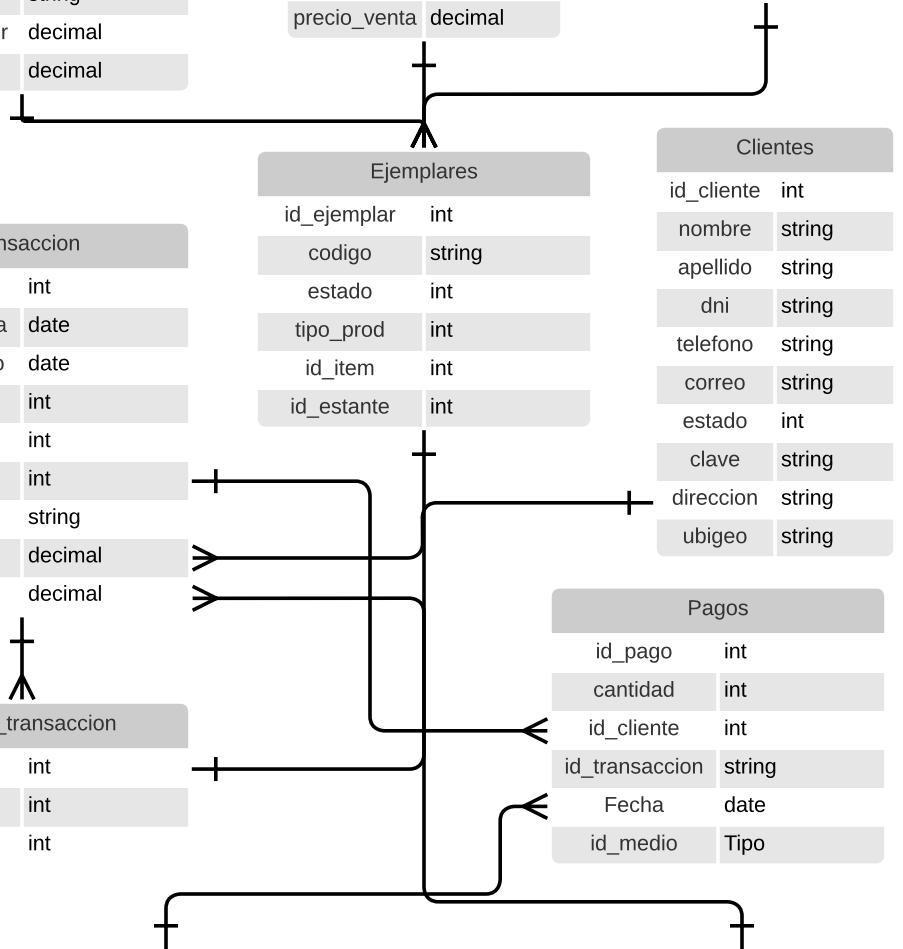 decimal
decimal
precio_venta decimal
Ejemplares
id_ejemplar int
codigo string
estado int
tipo_prod int
id_item int
id_estante int
Clientes
id_cliente int
nombre string
apellido string
dni string
telefono string
correo string
estado int
clave string
direccion string
ubigeo string
nsaccion
int
a date
o date
int
int
int
string
decimal
decimal
_transaccion
int
int
int
Pagos
id_pago int
cantidad int
id_cliente int
id_transaccion string
Fecha date
id_medio Tipo